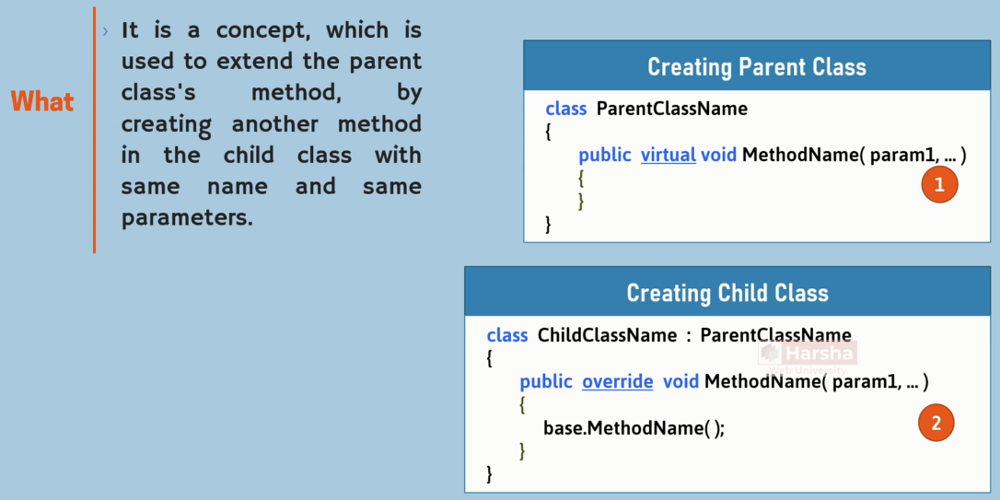 What
› It is a concept, which is
used to extend the parent
class's method, by
creating another method
in the child class with
same name and same
parameters.
Creating Parent Class
class ParentClassName
{
public virtual void MethodName( param1, ... )
{
}
}
1
Creating Child Class
class ChildClassName : ParentClassName
{
public override void MethodName( param1, ... )
{
base.MethodName( );
}
}
2
Harsha
Web University